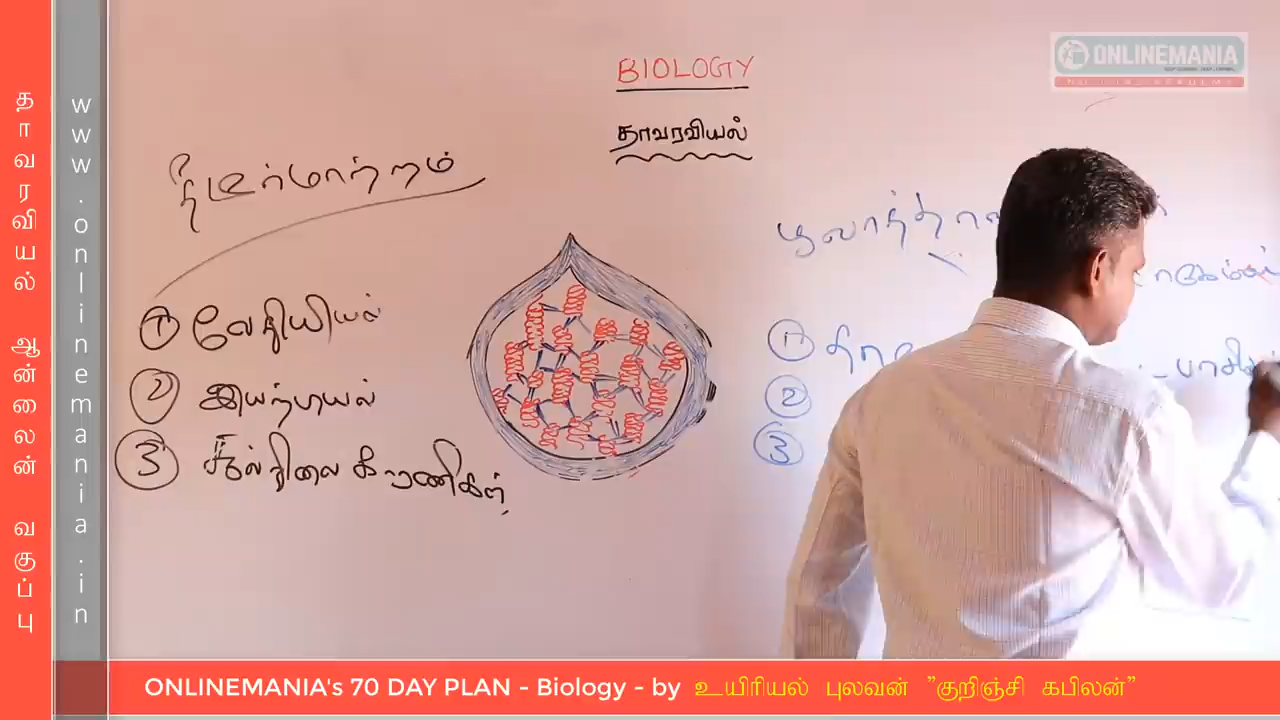 BIOLOGY
தாவரவியல்
திடீர்மாற்றம்
① வேதியியல்
② இயற்பியல்
③ சூல்நிலை காரணிகள்
①
②
③
ONLINEMANIA
தாவரவியல் ஆன்லைன் வகுப்பு
www.onlinemania.in
ONLINEMANIA's 70 DAY PLAN - Biology - by உயிரியல் புலவன் "குறிஞ்சி கபிலன்"